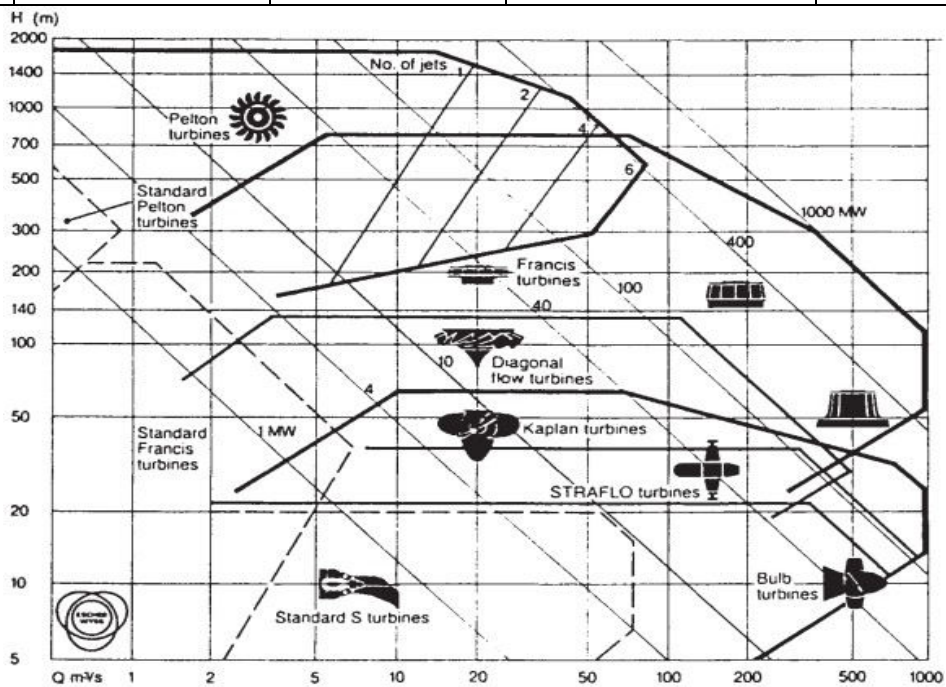 H (m)
2000
1400
1000
700
500
300
200
140
100
50
20
10
5
No. of jets
1
2
4
6
Pelton
turbines
Standard
Pelton
turbines
1000 MW
400
Francis
turbines
100
40
10
Diagonal
flow turbines
4
1 MW
Standard
Francis
turbines
Kaplan turbines
STRAFLO turbines
Bulb
turbines
Standard S turbines
ESCHER
WYSS
Q m³/s
1
2
5
10
20
50
100
200
500
1000